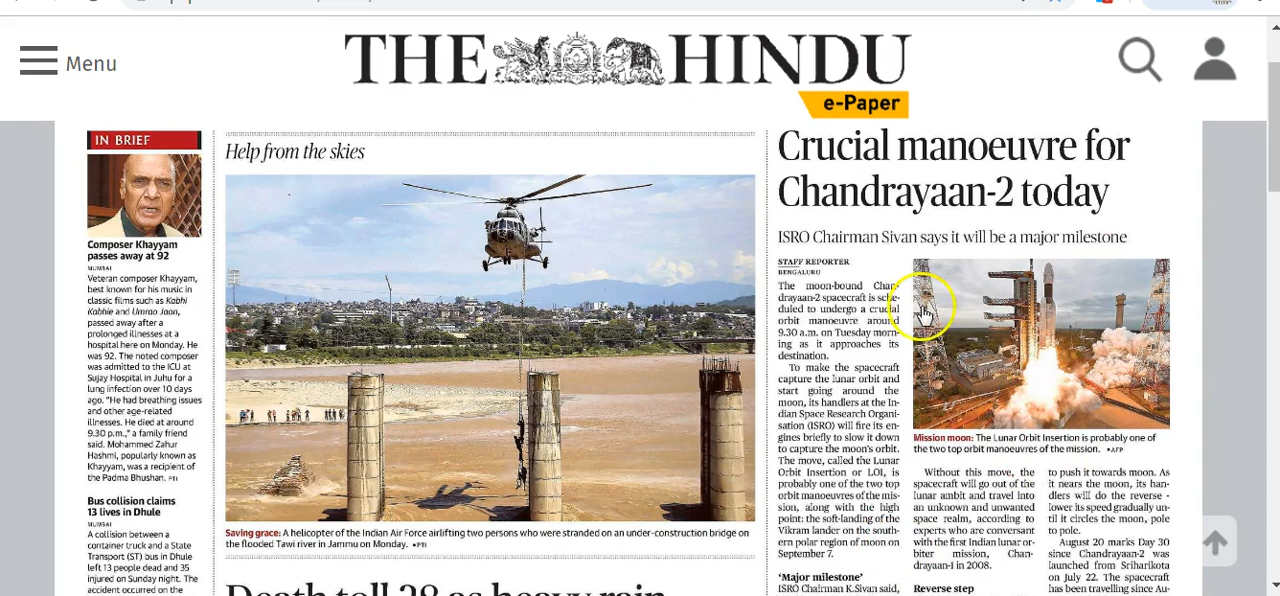 Menu
THE HINDU
e-Paper
IN BRIEF
Composer Khayyam
passes away at 92
MUMBAI
Veteran composer Khayyam,
best known for his music in
classic films such as Kabhi
Kabhie and Umrao Jaan,
passed away after a
prolonged illnesses at a
hospital here on Monday. He
was 92. The noted composer
was admitted to the ICU at
Sujay Hospital in Juhu for a
lung infection over 10 days
ago. "He had breathing issues
and other age-related
illnesses. He died at around
9.30 p.m.," a family friend
said. Mohammed Zahur
Hashmi, popularly known as
Khayyam, was a recipient of
the Padma Bhushan. PTI
Bus collision claims
13 lives in Dhule
MUMBAI
A collision between a
container truck and a State
Transport (ST) bus in Dhule
left 13 people dead and 35
injured on Sunday night. The
accident occurred on the
Help from the skies
Saving grace: A helicopter of the Indian Air Force airlifting two persons who were stranded on an under-construction bridge on
the flooded Tawi river in Jammu on Monday. •PTI
Death toll 28 as heavy rain
Crucial manoeuvre for
Chandrayaan-2 today
ISRO Chairman Sivan says it will be a major milestone
STAFF REPORTER
BENGALURU
The moon-bound Chan-
drayaan-2 spacecraft is sche-
duled to undergo a crucial
orbit manoeuvre around
9.30 a.m. on Tuesday morn-
ing as it approaches its
destination.
To make the spacecraft
capture the lunar orbit and
start going around the
moon, its handlers at the In-
dian Space Research Organi-
sation (ISRO) will fire its en-
gines briefly to slow it down
to capture the moon's orbit.
The move, called the Lunar
Orbit Insertion or LOI, is
probably one of the two top
orbit manoeuvres of the mis-
sion, along with the high
point: the soft-landing of the
Vikram lander on the south-
ern polar region of moon on
September 7.
'Major milestone'
ISRO Chairman K.Sivan said,
Mission moon: The Lunar Orbit Insertion is probably one of
the two top orbit manoeuvres of the mission. •AFP
Without this move, the
spacecraft will go out of the
lunar ambit and travel into
an unknown and unwanted
space realm, according to
experts who are conversant
with the first Indian lunar or-
biter mission, Chan-
drayaan-1 in 2008.
Reverse step
to push it towards moon. As
it nears the moon, its han-
dlers will do the reverse -
lower its speed gradually un-
til it circles the moon, pole
to pole.
August 20 marks Day 30
since Chandrayaan-2 was
launched from Sriharikota
on July 22. The spacecraft
has been travelling since Au-